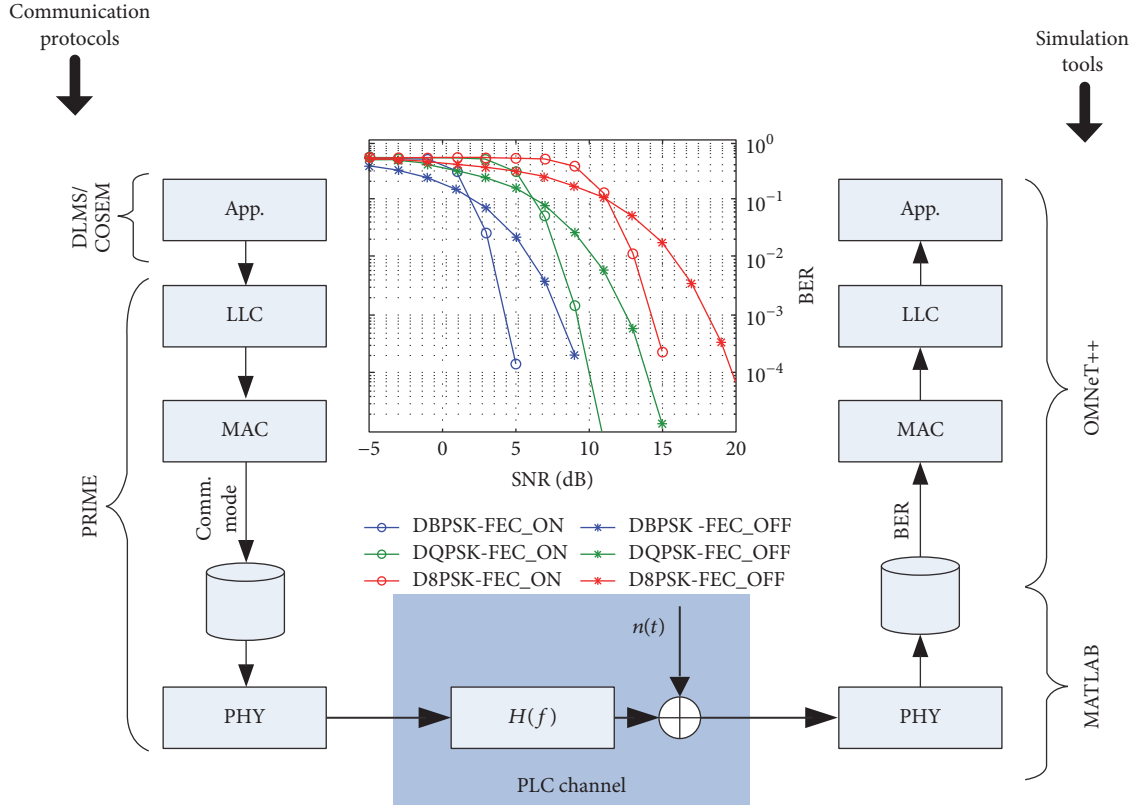 Communication
protocols
Simulation
tools
DLMS/
COSEM
PRIME
App.
LLC
MAC
Comm.
mode
PHY
10^0
10^−1
10^−2
10^−3
10^−4
BER
−5
0
5
10
15
20
SNR (dB)
DBPSK-FEC_ON
DBPSK -FEC_OFF
DQPSK-FEC_ON
DQPSK-FEC_OFF
D8PSK-FEC_ON
D8PSK-FEC_OFF
n(t)
H(f)
PLC channel
App.
LLC
MAC
BER
PHY
OMNeT++
MATLAB